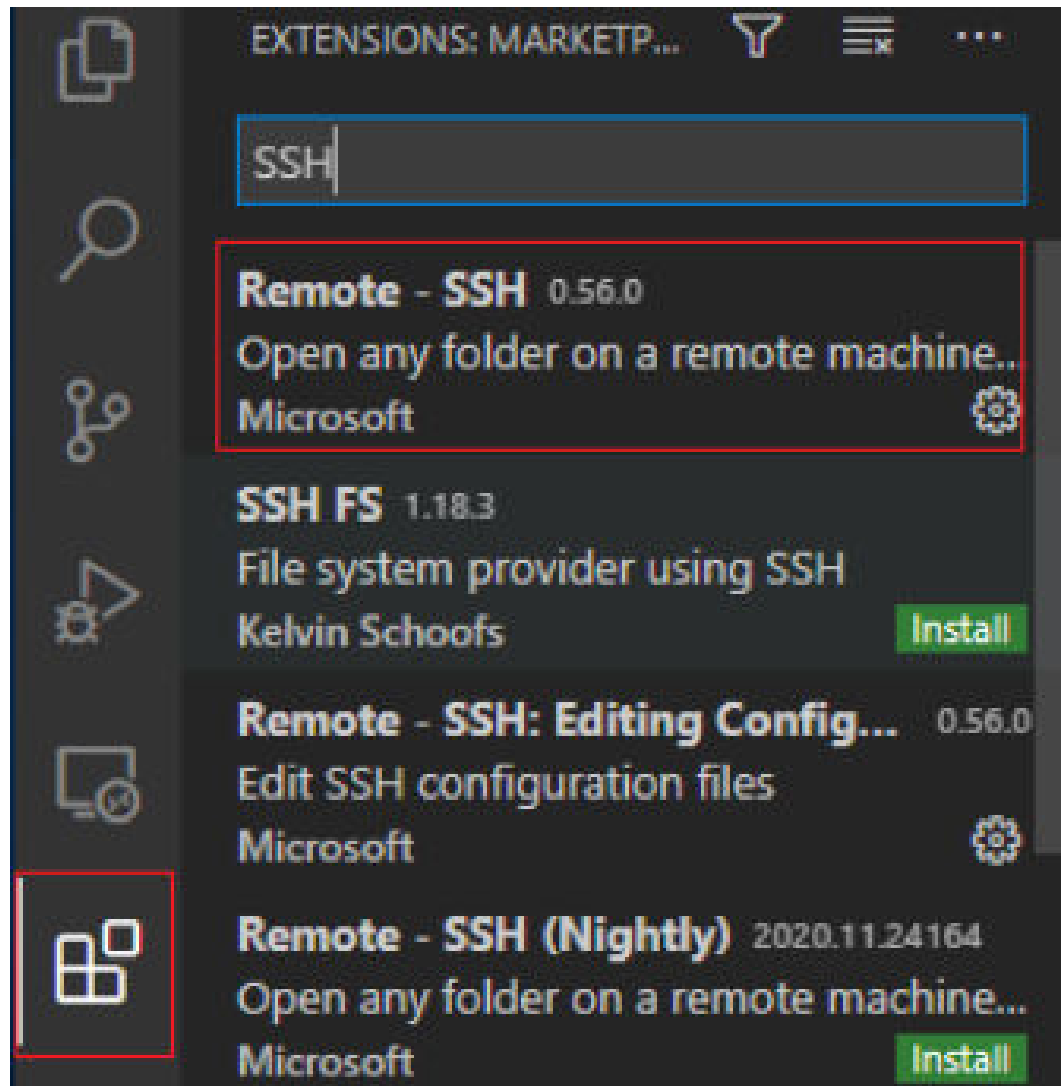 EXTENSIONS: MARKETP...
SSH
Remote - SSH 0.56.0
Open any folder on a remote machine...
Microsoft
SSH FS 1.18.3
File system provider using SSH
Kelvin Schoofs Install
Remote - SSH: Editing Config... 0.56.0
Edit SSH configuration files
Microsoft
Remote - SSH (Nightly) 2020.11.24164
Open any folder on a remote machine...
Microsoft Install